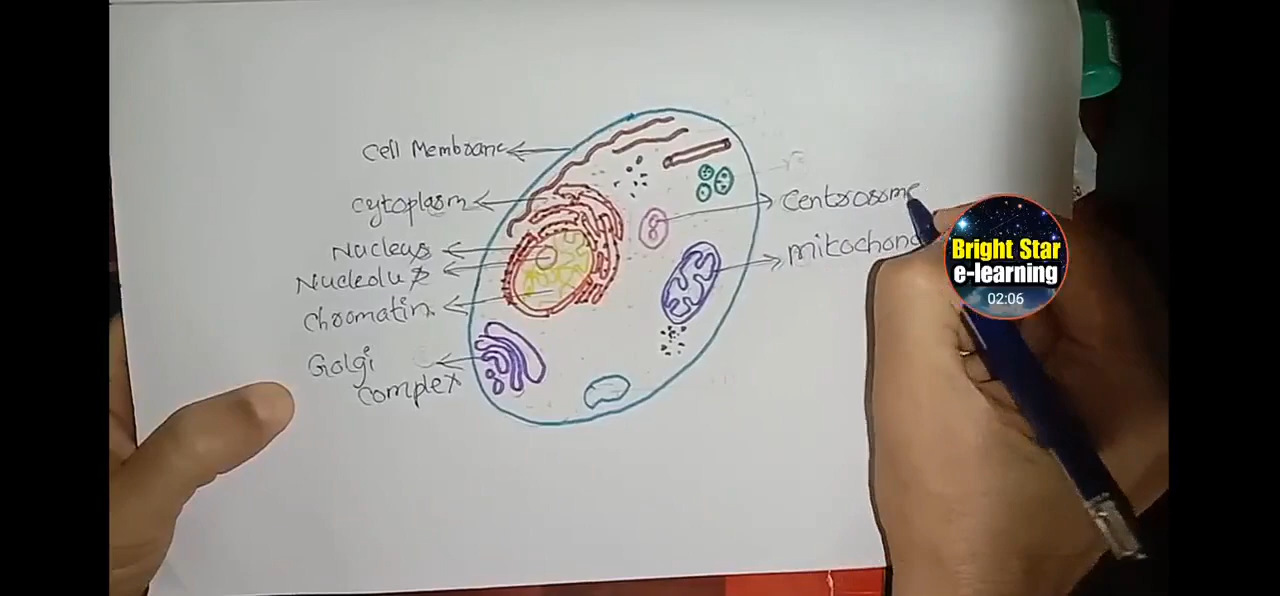 Cell Membrane
Cytoplasm
Nucleus
Nucleolus
Chromatin
Golgi
Complex
Centrosome
Mitochond
Bright Star
e-learning
02:06